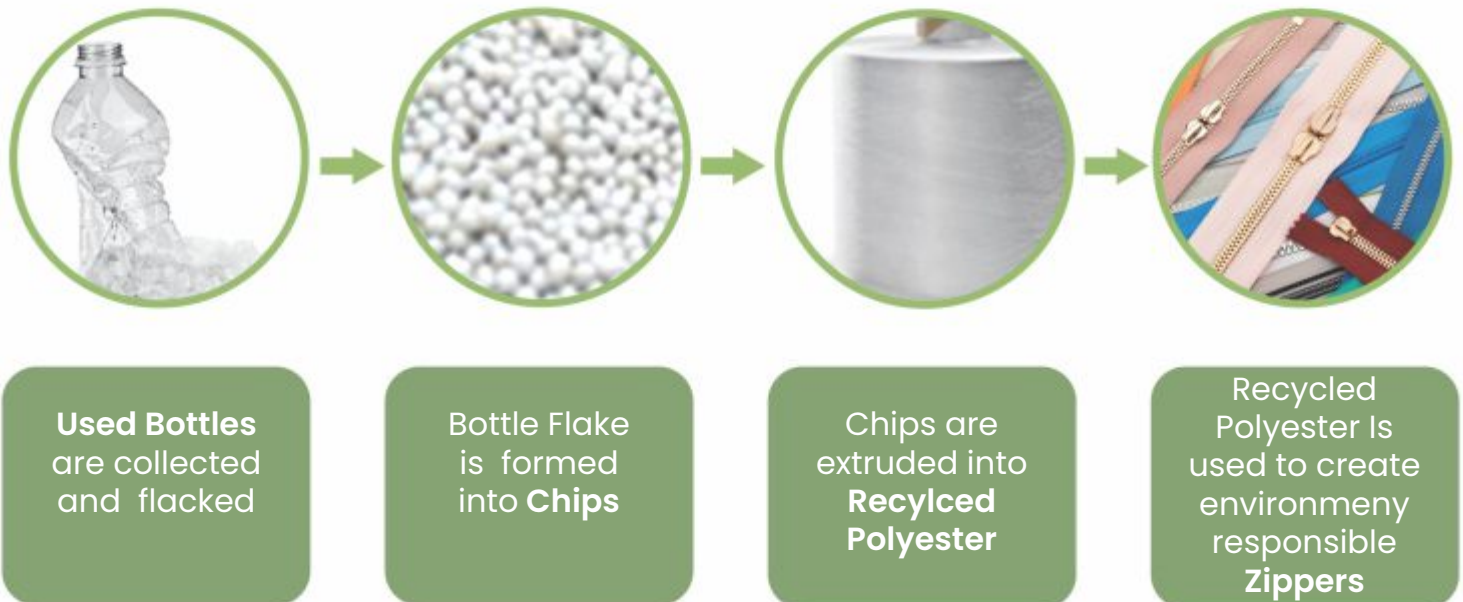 Used Bottles
are collected
and flacked
Bottle Flake
is formed
into Chips
Chips are
extruded into
Recylced
Polyester
Recycled
Polyester Is
used to create
environmeny
responsible
Zippers